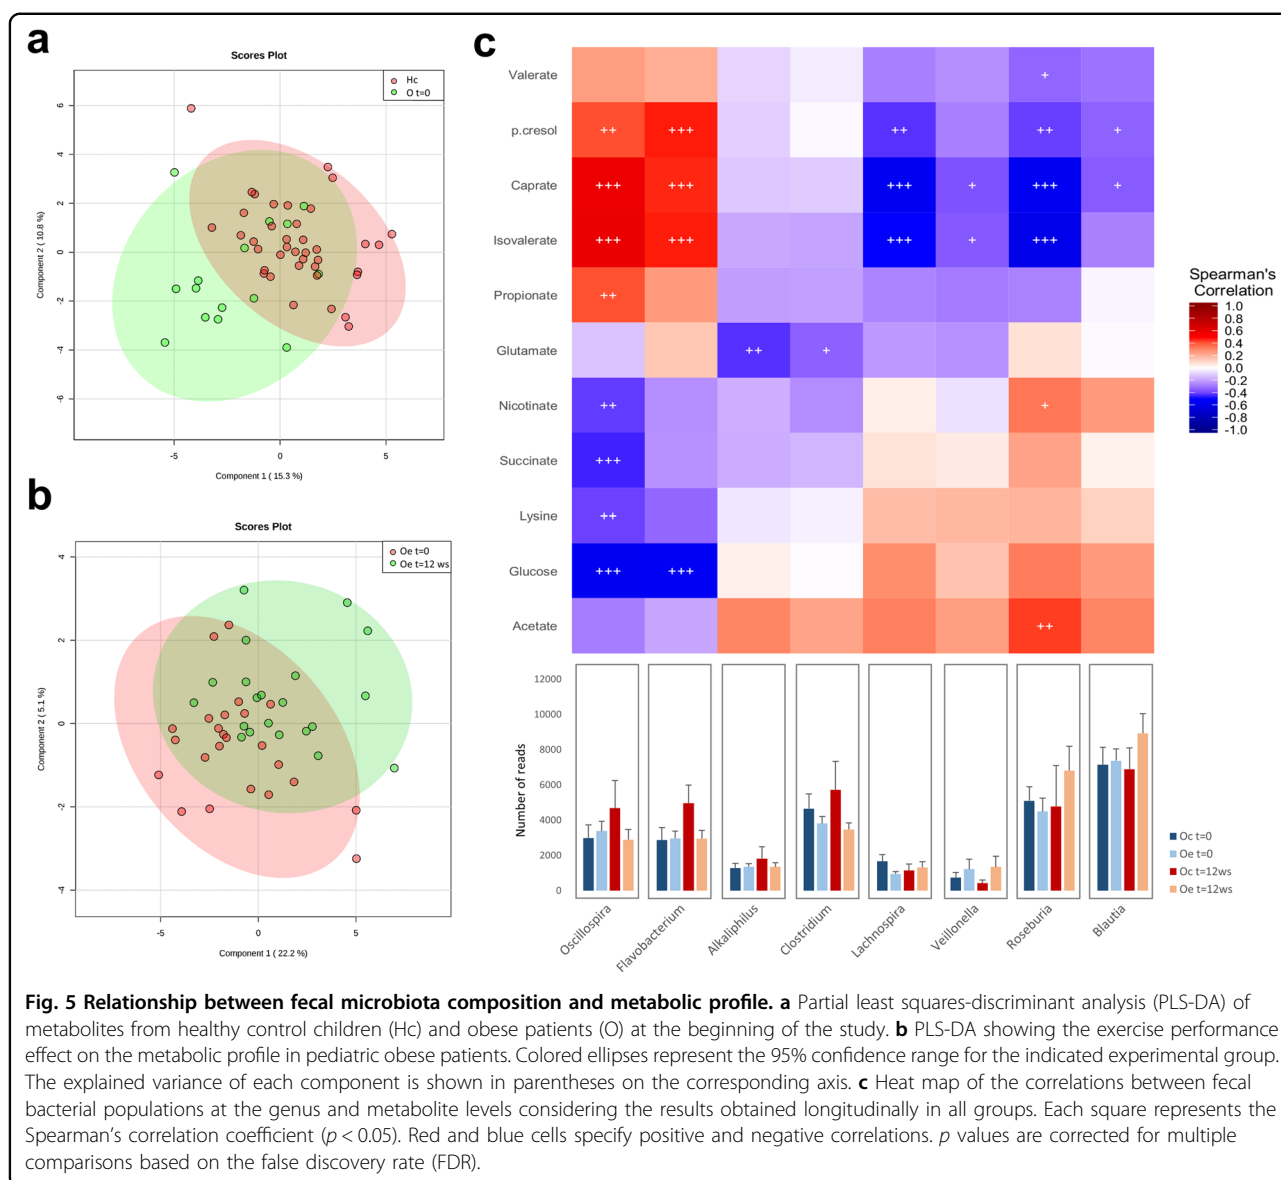 a
Scores Plot
Hc
O t=0
6
4
2
0
-2
-4
-6
-5
0
5
Component 2 ( 10.8 %)
Component 1 ( 15.3 %)
b
Scores Plot
Oe t=0
Oe t=12 ws
4
2
0
-2
-4
-5
0
5
Component 2 ( 5.1 %)
Component 1 ( 22.2 %)
c
Valerate +
p.cresol ++ +++ ++ ++ +
Caprate +++ +++ +++ + +++ +
Isovalerate +++ +++ +++ + +++
Propionate ++
Glutamate ++ +
Nicotinate ++ +
Succinate +++
Lysine ++
Glucose +++ +++
Acetate ++
Spearman's
Correlation
1.0
0.8
0.6
0.4
0.2
0.0
-0.2
-0.4
-0.6
-0.8
-1.0
Number of reads
12000
10000
8000
6000
4000
2000
0
Oscillospira
Flavobacterium
Alkaliphilus
Clostridium
Lachnospira
Veillonella
Roseburia
Blautia
Oc t=0
Oe t=0
Oc t=12ws
Oe t=12ws
Fig. 5 Relationship between fecal microbiota composition and metabolic profile. a Partial least squares-discriminant analysis (PLS-DA) of
metabolites from healthy control children (Hc) and obese patients (O) at the beginning of the study. b PLS-DA showing the exercise performance
effect on the metabolic profile in pediatric obese patients. Colored ellipses represent the 95% confidence range for the indicated experimental group.
The explained variance of each component is shown in parentheses on the corresponding axis. c Heat map of the correlations between fecal
bacterial populations at the genus and metabolite levels considering the results obtained longitudinally in all groups. Each square represents the
Spearman's correlation coefficient (p < 0.05). Red and blue cells specify positive and negative correlations. p values are corrected for multiple
comparisons based on the false discovery rate (FDR).